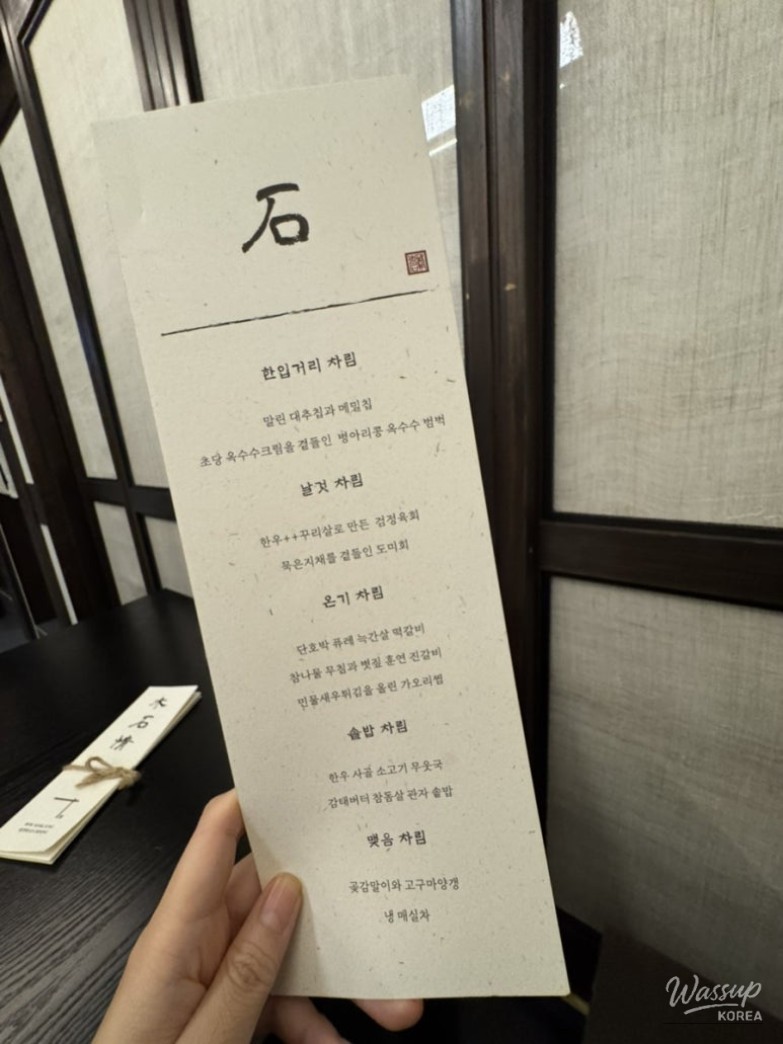 石
한입거리 차림
말린 대추칩과 메밀칩
초당 옥수수크림을 곁들인 병아리콩 옥수수 범벅
날것 차림
한우++꾸리살로 만든 검정육회
묵은지채를 곁들인 도미회
온기 차림
단호박 퓨레 늑간살 떡갈비
참나물 무침과 볏짚 훈연 진갈비
민물새우튀김을 올린 가오리찜
솥밥 차림
한우 사골 소고기 무웃국
감태버터 참돔살 관자 솥밥
맺음 차림
곶감말이와 고구마양갱
냉 매실차
水石情
Wassup
KOREA